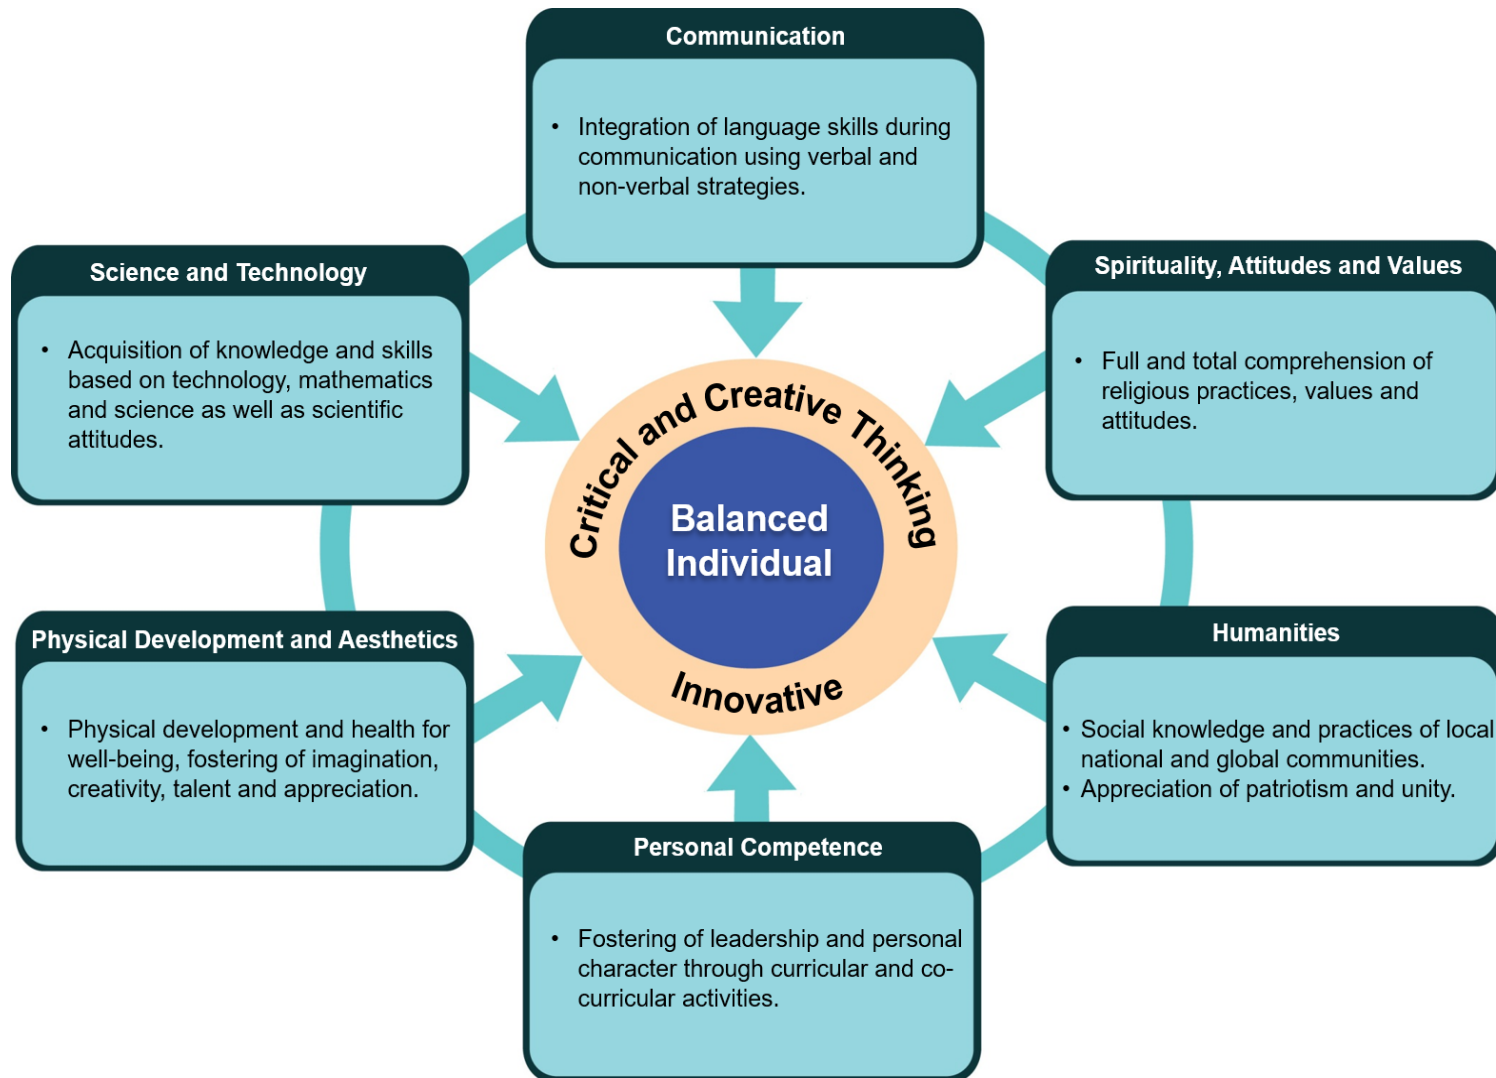 Communication
• Integration of language skills during
communication using verbal and
non-verbal strategies.
Science and Technology
• Acquisition of knowledge and skills
based on technology, mathematics
and science as well as scientific
attitudes.
Spirituality, Attitudes and Values
• Full and total comprehension of
religious practices, values and
attitudes.
Critical and Creative Thinking
Balanced
Individual
Innovative
Physical Development and Aesthetics
• Physical development and health for
well-being, fostering of imagination,
creativity, talent and appreciation.
Humanities
• Social knowledge and practices of local
national and global communities.
• Appreciation of patriotism and unity.
Personal Competence
• Fostering of leadership and personal
character through curricular and co-
curricular activities.